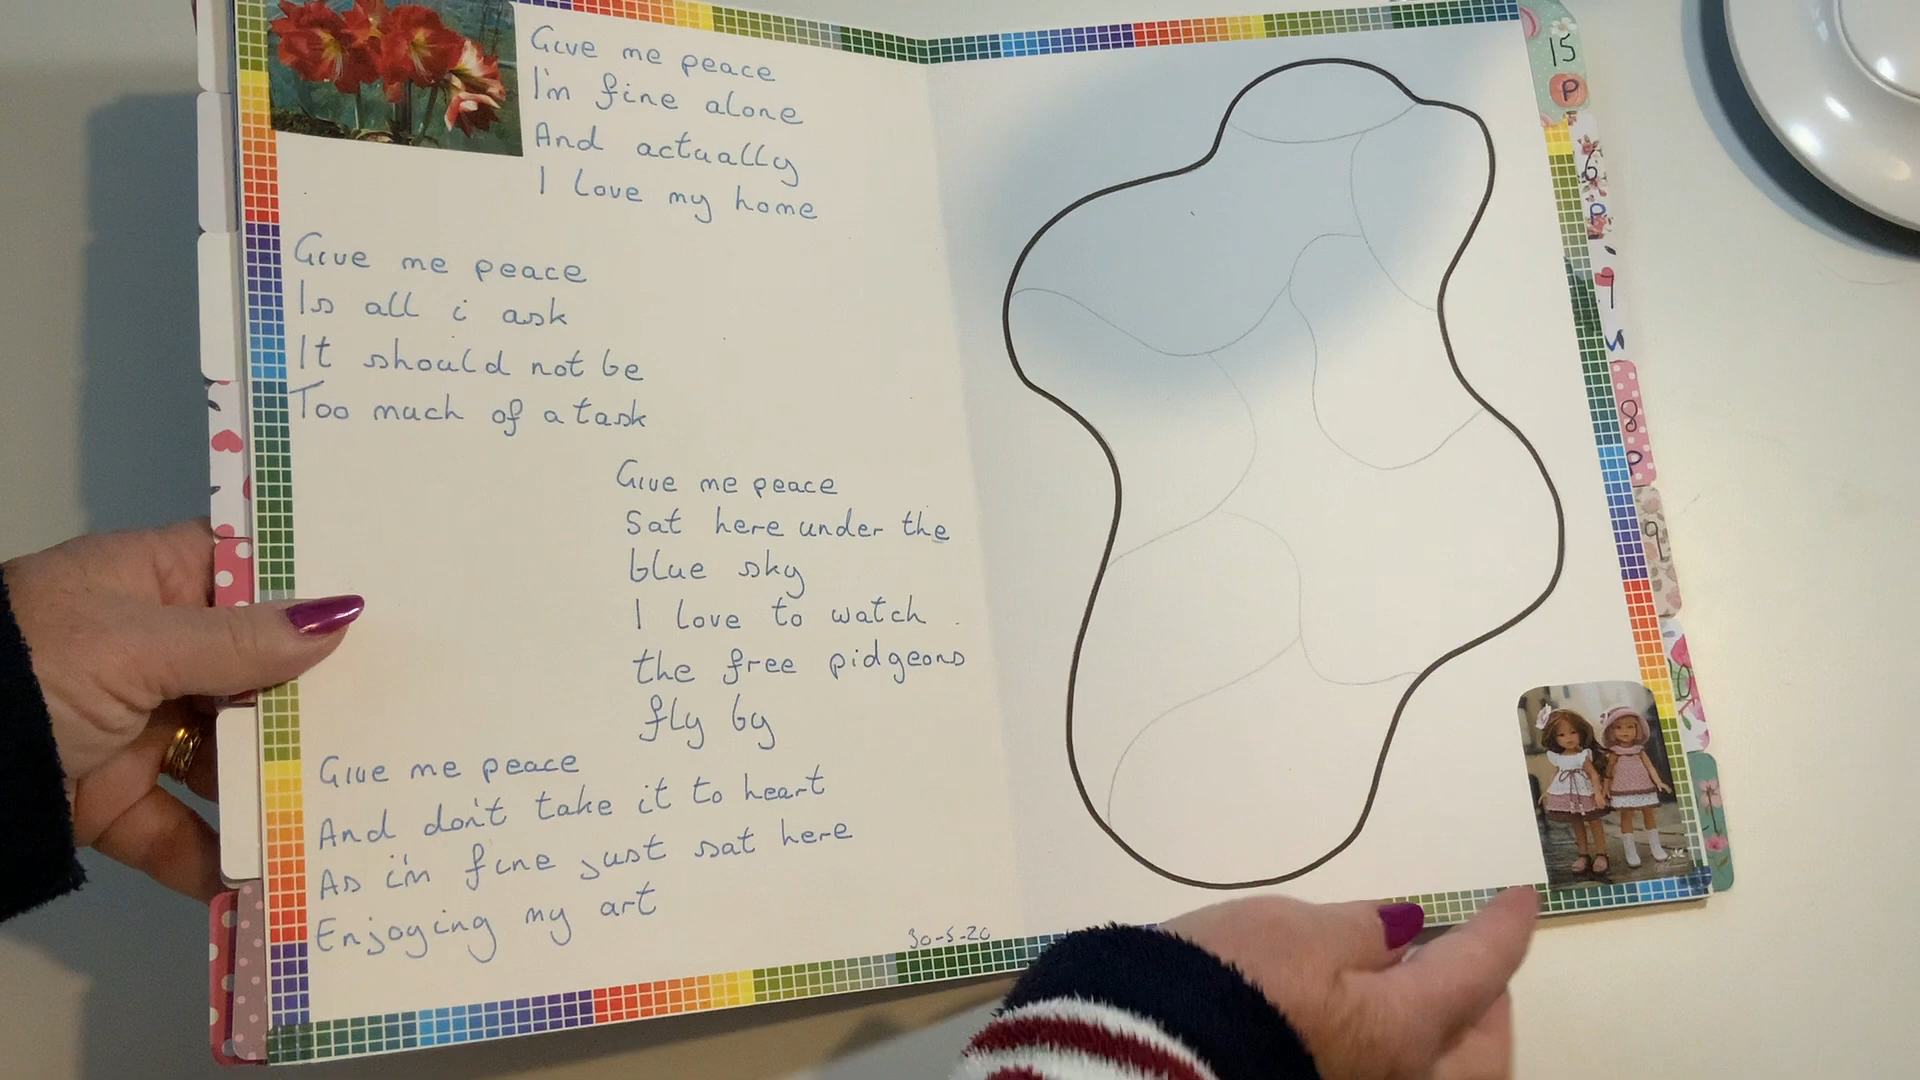 Give me peace
I'm fine alone
And actually
I love my home
Give me peace
Is all i ask
It should not be
Too much of a task
Give me peace
Sat here under the
blue sky
I love to watch
the free pidgeons
fly by
Give me peace
And don't take it to heart
As i'm fine just sat here
Enjoying my art
30-5-20
15
P
6
P
7
8
P
9